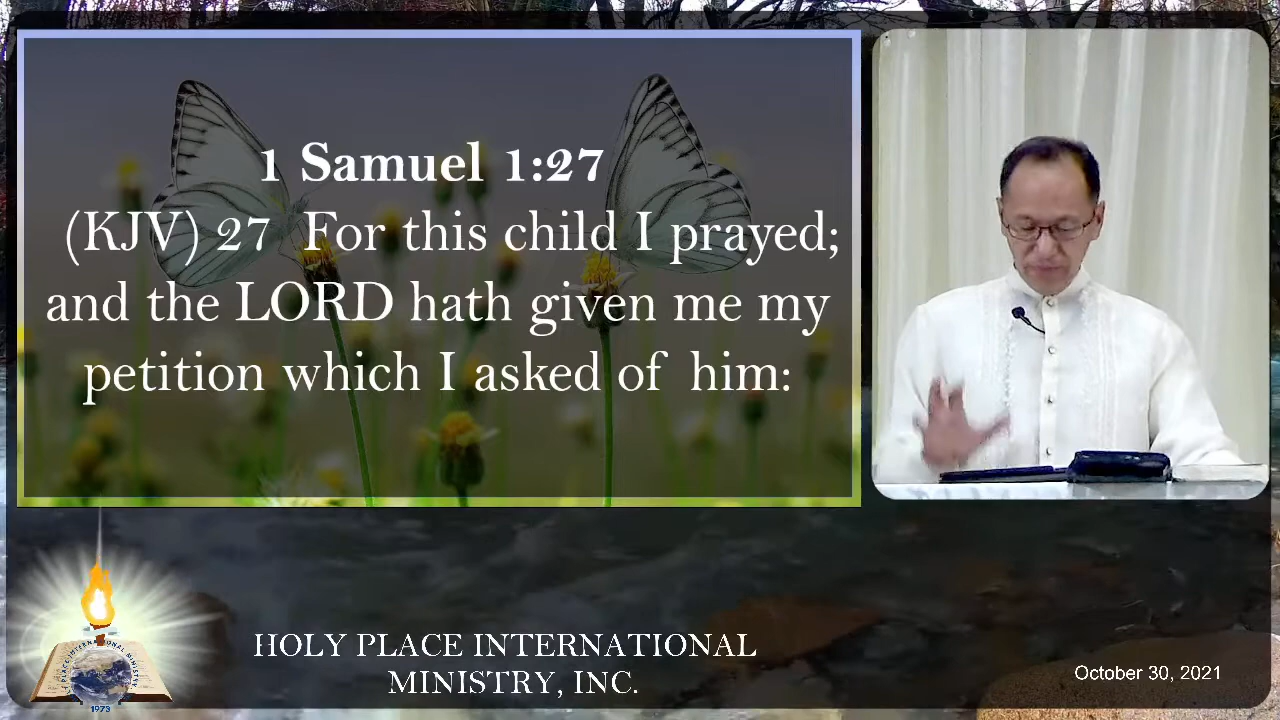 1 Samuel 1:27
(KJV) 27 For this child I prayed;
and the LORD hath given me my
petition which I asked of him:
HOLY PLACE INTERNATIONAL
MINISTRY, INC.
1973
October 30, 2021